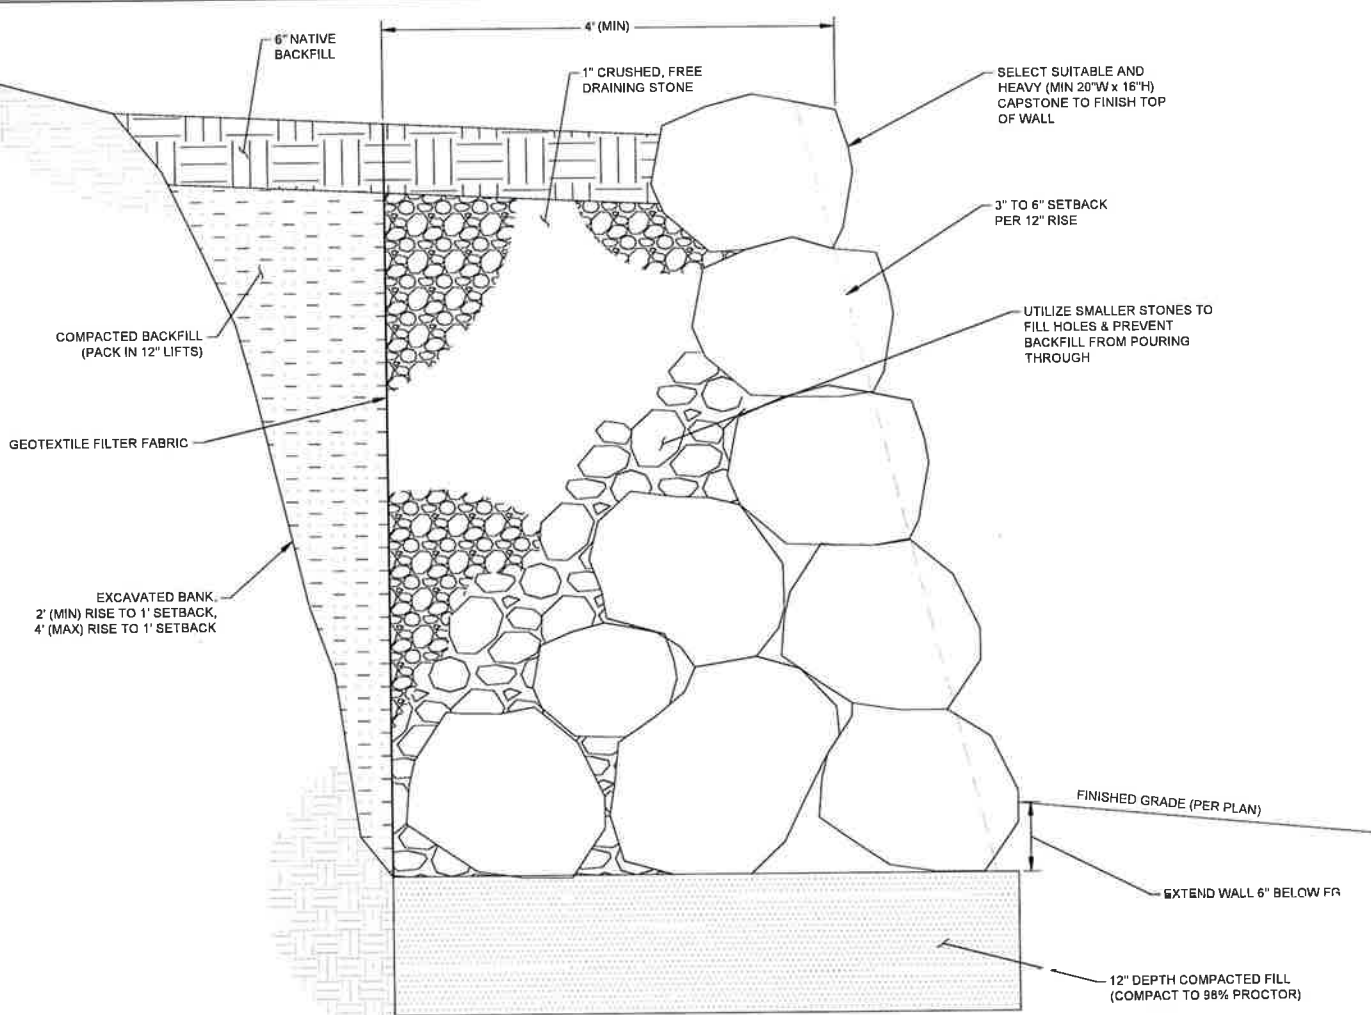 4' (MIN)
6" NATIVE
BACKFILL
1" CRUSHED, FREE
DRAINING STONE
SELECT SUITABLE AND
HEAVY (MIN 20"W x 16"H)
CAPSTONE TO FINISH TOP
OF WALL
3" TO 6" SETBACK
PER 12" RISE
UTILIZE SMALLER STONES TO
FILL HOLES & PREVENT
BACKFILL FROM POURING
THROUGH
COMPACTED BACKFILL
(PACK IN 12" LIFTS)
GEOTEXTILE FILTER FABRIC
EXCAVATED BANK,
2' (MIN) RISE TO 1' SETBACK,
4' (MAX) RISE TO 1' SETBACK
FINISHED GRADE (PER PLAN)
EXTEND WALL 6" BELOW FG
12" DEPTH COMPACTED FILL
(COMPACT TO 98% PROCTOR)